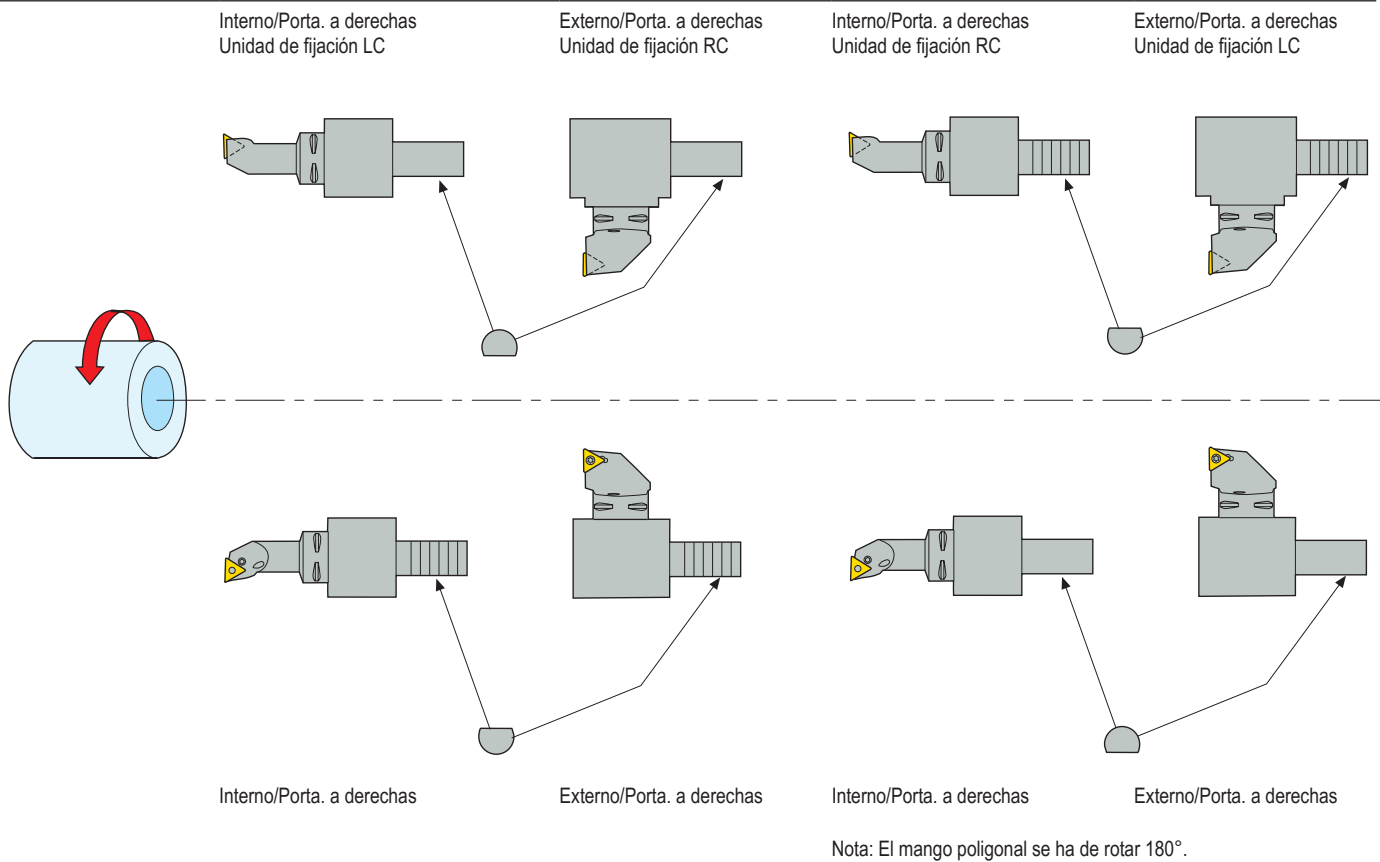 Interno/Porta. a derechas
Unidad de fijación LC
Externo/Porta. a derechas
Unidad de fijación RC
Interno/Porta. a derechas
Unidad de fijación RC
Externo/Porta. a derechas
Unidad de fijación LC
Interno/Porta. a derechas
Externo/Porta. a derechas
Interno/Porta. a derechas
Externo/Porta. a derechas
Nota: El mango poligonal se ha de rotar 180°.